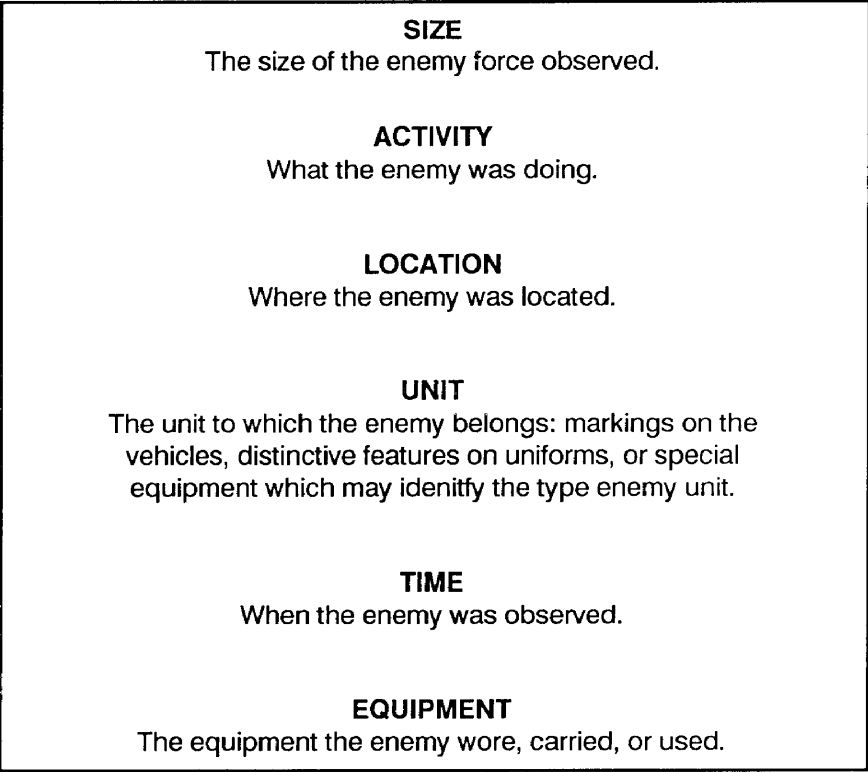 SIZE
The size of the enemy force observed.
ACTIVITY
What the enemy was doing.
LOCATION
Where the enemy was located.
UNIT
The unit to which the enemy belongs: markings on the
vehicles, distinctive features on uniforms, or special
equipment which may idenitfy the type enemy unit.
TIME
When the enemy was observed.
EQUIPMENT
The equipment the enemy wore, carried, or used.